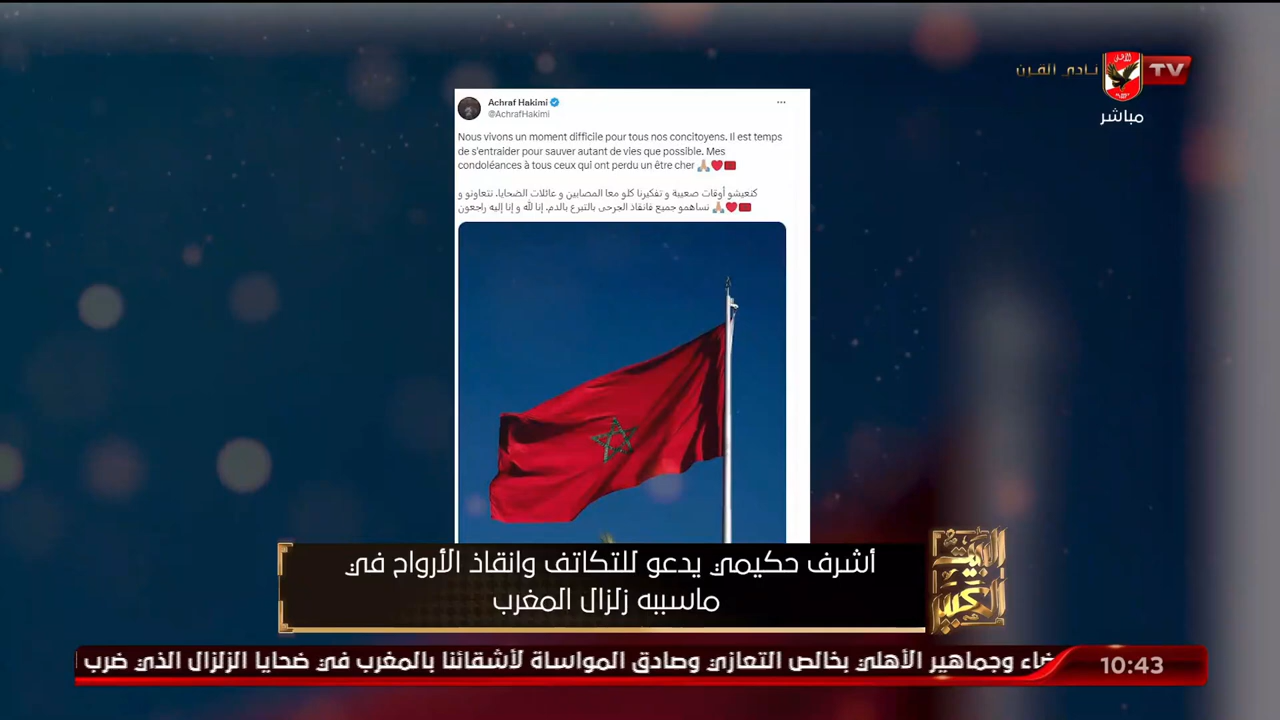 نادي القرن
TV
مباشر
Achraf Hakimi
@AchrafHakimi
Nous vivons un moment difficile pour tous nos concitoyens. Il est temps
de s'entraider pour sauver autant de vies que possible. Mes
condoléances à tous ceux qui ont perdu un être cher 🙏🏼❤️🇲🇦
كنعيشو أوقات صعيبة و تفكيرنا كلو معا المصابين و عائلات الضحايا. نتعاونو و
نساهمو جميع فانقاذ الجرحى بالتبرع بالدم. إنا لله و إنا إليه راجعون 🙏🏼❤️🇲🇦
أشرف حكيمي يدعو للتكاتف وانقاذ الأرواح في
ماسببه زلزال المغرب
البيت الكبير
ضاء وجماهير الأهلي بخالص التعازي وصادق المواساة لأشقائنا بالمغرب في ضحايا الزلزال الذي ضرب
10:43